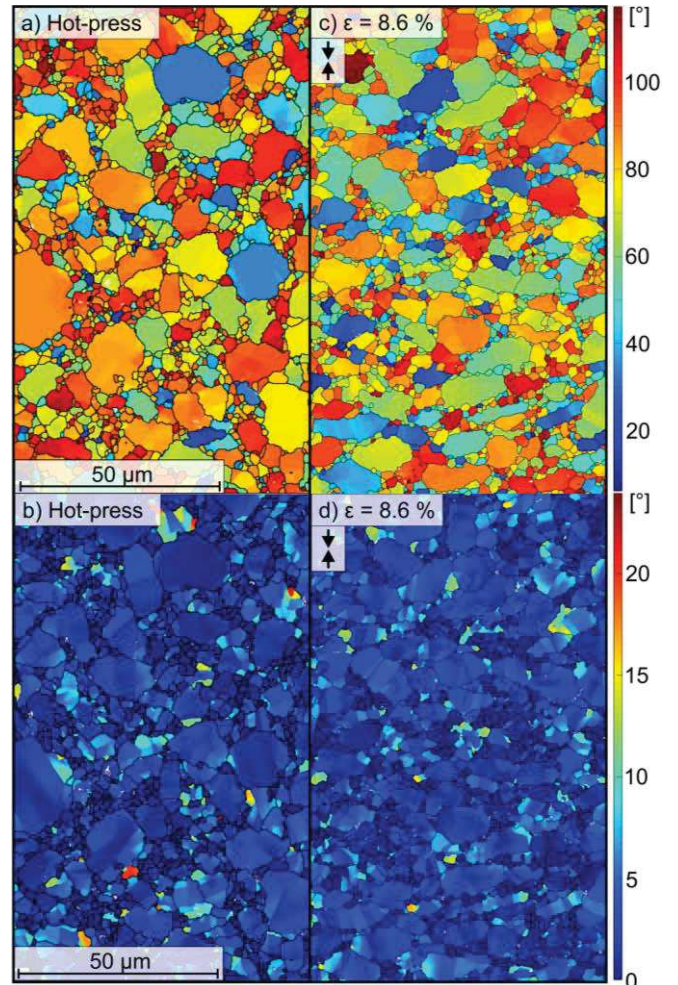 a) Hot-press
c) ε = 8.6 %
[°]
100
80
60
40
20
50 µm
b) Hot-press
d) ε = 8.6 %
[°]
20
15
10
5
0
50 µm